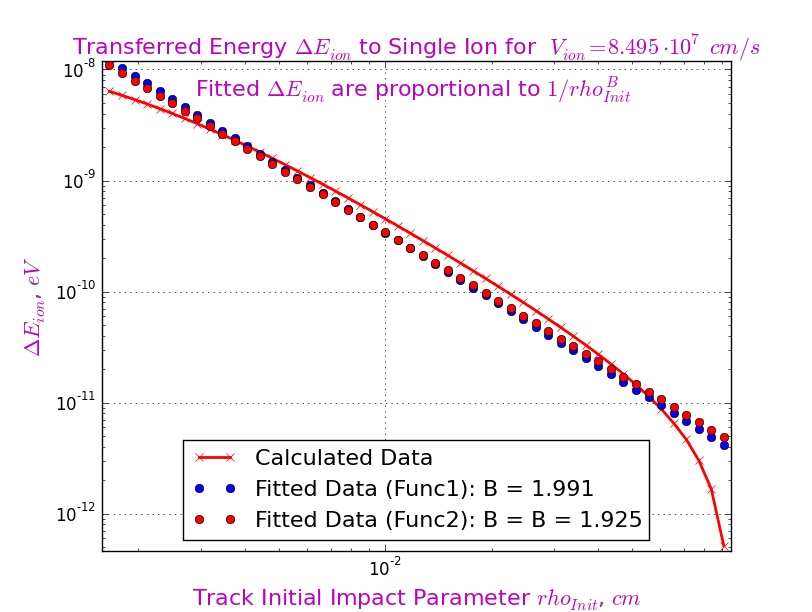 Transferred Energy ΔE_ion to Single Ion for V_ion=8.495·10^7 cm/s
Fitted ΔE_ion are proportional to 1/rho_Init^B
10^-8
10^-9
10^-10
10^-11
10^-12
ΔE_ion, eV
Calculated Data
Fitted Data (Func1): B = 1.991
Fitted Data (Func2): B = B = 1.925
10^-2
Track Initial Impact Parameter rho_Init, cm